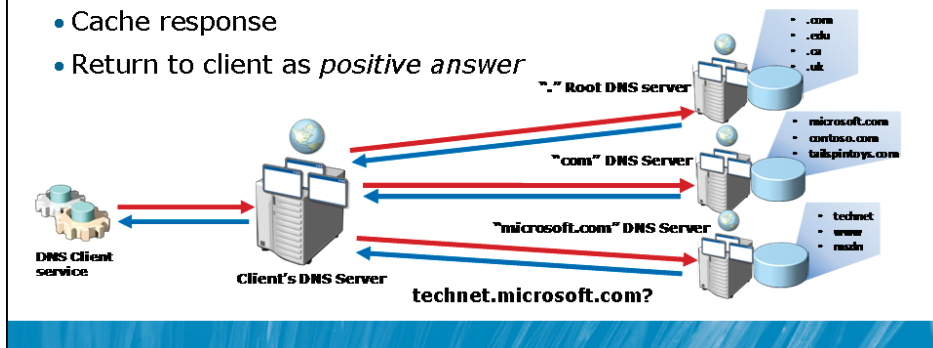 • Cache response
• Return to client as positive answer
• .com
• .edu
• .ca
• .uk
"." Root DNS server
• microsoft.com
• contoso.com
• tailspintoys.com
"com" DNS Server
"microsoft.com" DNS Server
• technet
• www
• msdn
DNS Client
service
Client's DNS Server
technet.microsoft.com?